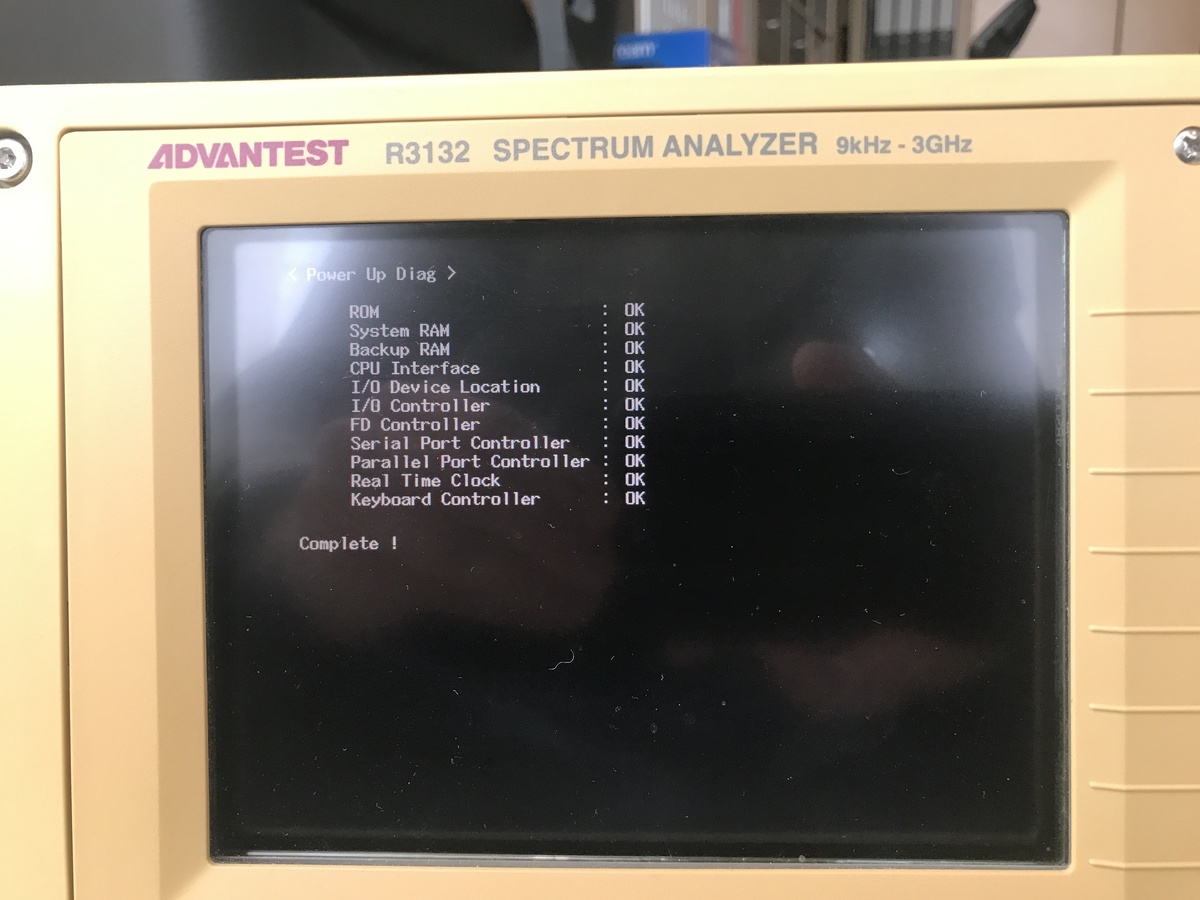 ADVANTEST R3132 SPECTRUM ANALYZER 9kHz - 3GHz
< Power Up Diag >
ROM : OK
System RAM : OK
Backup RAM : OK
CPU Interface : OK
I/O Device Location : OK
I/O Controller : OK
FD Controller : OK
Serial Port Controller : OK
Parallel Port Controller : OK
Real Time Clock : OK
Keyboard Controller : OK
Complete !